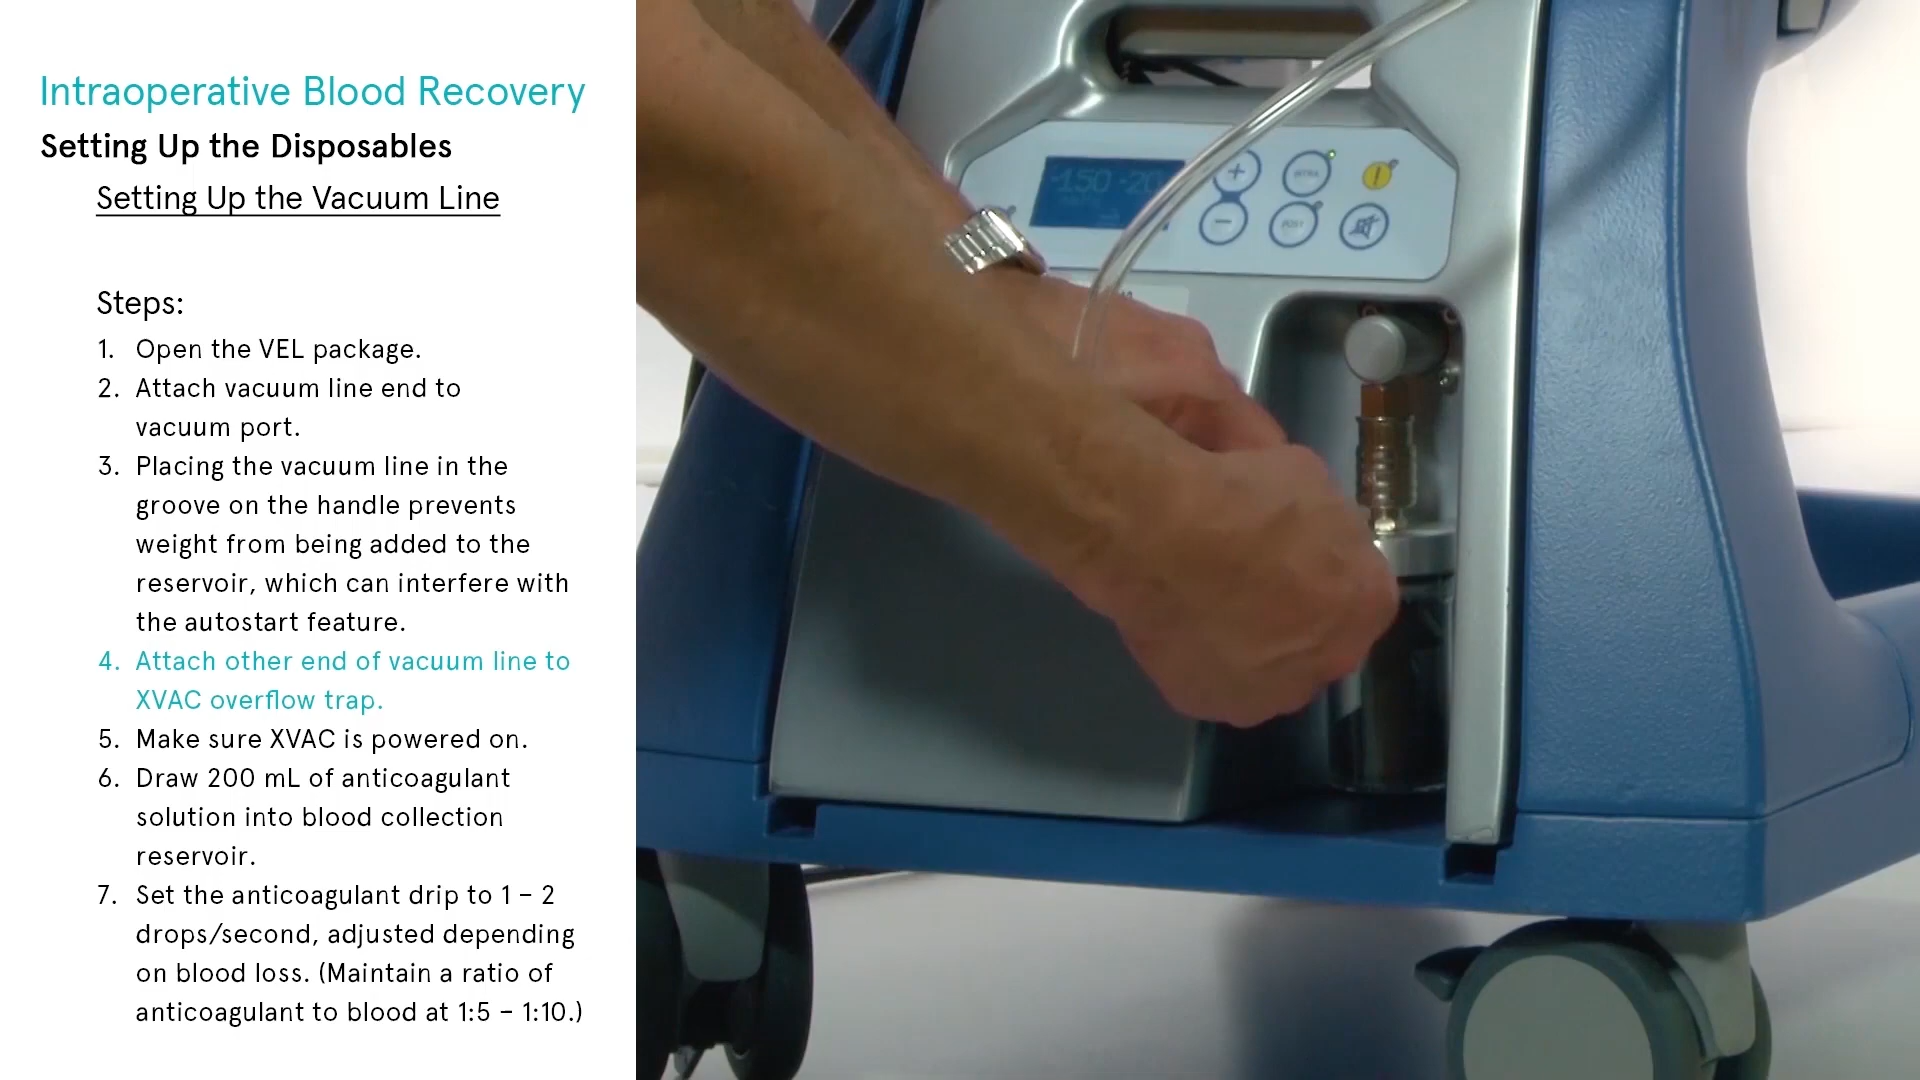 Intraoperative Blood Recovery
Setting Up the Disposables
Setting Up the Vacuum Line
Steps:
1. Open the VEL package.
2. Attach vacuum line end to
vacuum port.
3. Placing the vacuum line in the
groove on the handle prevents
weight from being added to the
reservoir, which can interfere with
the autostart feature.
4. Attach other end of vacuum line to
XVAC overflow trap.
5. Make sure XVAC is powered on.
6. Draw 200 mL of anticoagulant
solution into blood collection
reservoir.
7. Set the anticoagulant drip to 1 – 2
drops/second, adjusted depending
on blood loss. (Maintain a ratio of
anticoagulant to blood at 1:5 – 1:10.)
-150
INTRA
POST